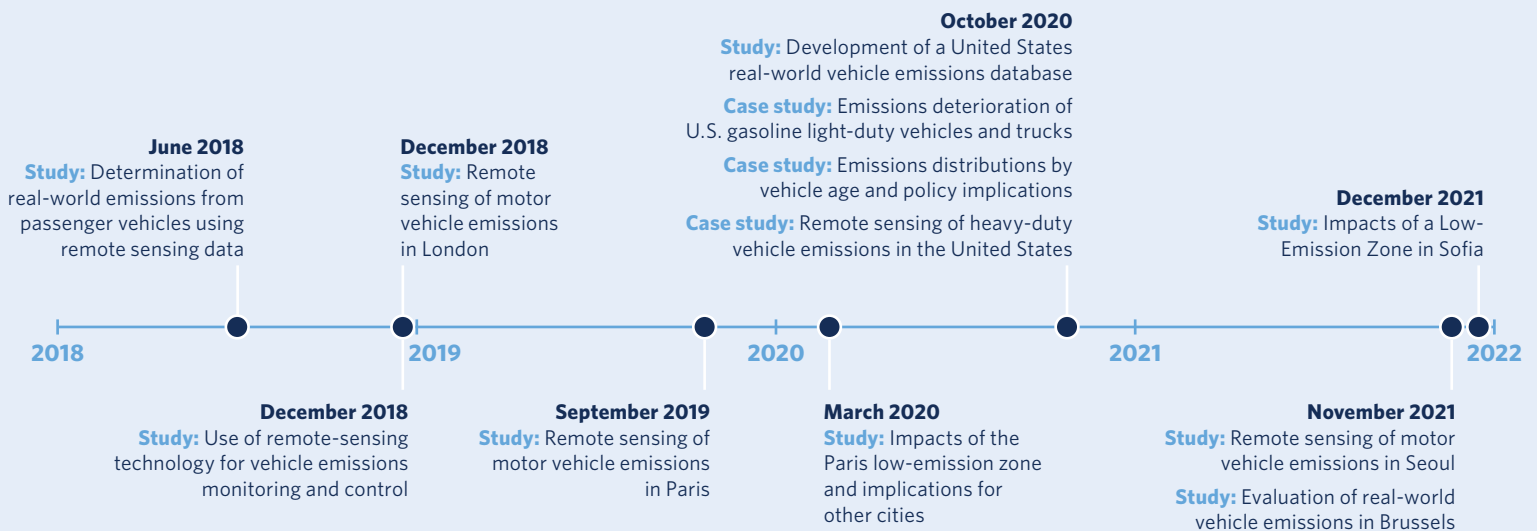 October 2020
Study: Development of a United States
real-world vehicle emissions database
Case study: Emissions deterioration of
U.S. gasoline light-duty vehicles and trucks
Case study: Emissions distributions by
vehicle age and policy implications
Case study: Remote sensing of heavy-duty
vehicle emissions in the United States
June 2018
Study: Determination of
real-world emissions from
passenger vehicles using
remote sensing data
December 2018
Study: Remote
sensing of motor
vehicle emissions
in London
December 2021
Study: Impacts of a Low-
Emission Zone in Sofia
2018
2019
2020
2021
2022
December 2018
Study: Use of remote-sensing
technology for vehicle emissions
monitoring and control
September 2019
Study: Remote sensing of
motor vehicle emissions
in Paris
March 2020
Study: Impacts of the
Paris low-emission zone
and implications for
other cities
November 2021
Study: Remote sensing of motor
vehicle emissions in Seoul
Study: Evaluation of real-world
vehicle emissions in Brussels